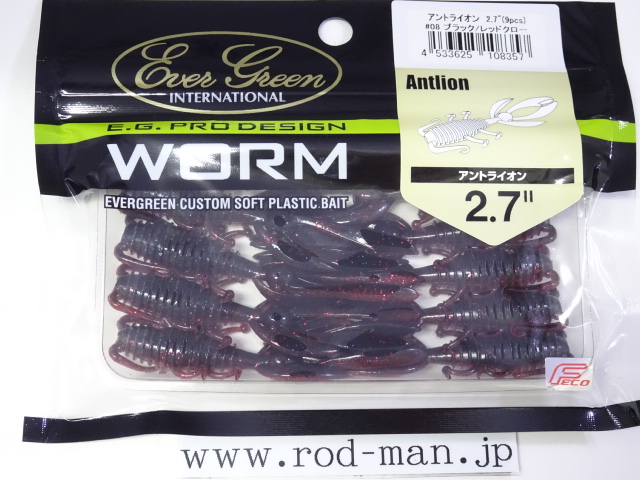 アントライオン 2.7"(9pcs)
#08 ブラック/レッドクロー
4 533625 108357
Ever Green
INTERNATIONAL
E.G. PRO DESIGN
WORM
EVERGREEN CUSTOM SOFT PLASTIC BAIT
Antlion
アントライオン
2.7"
FECO
www.rod-man.jp